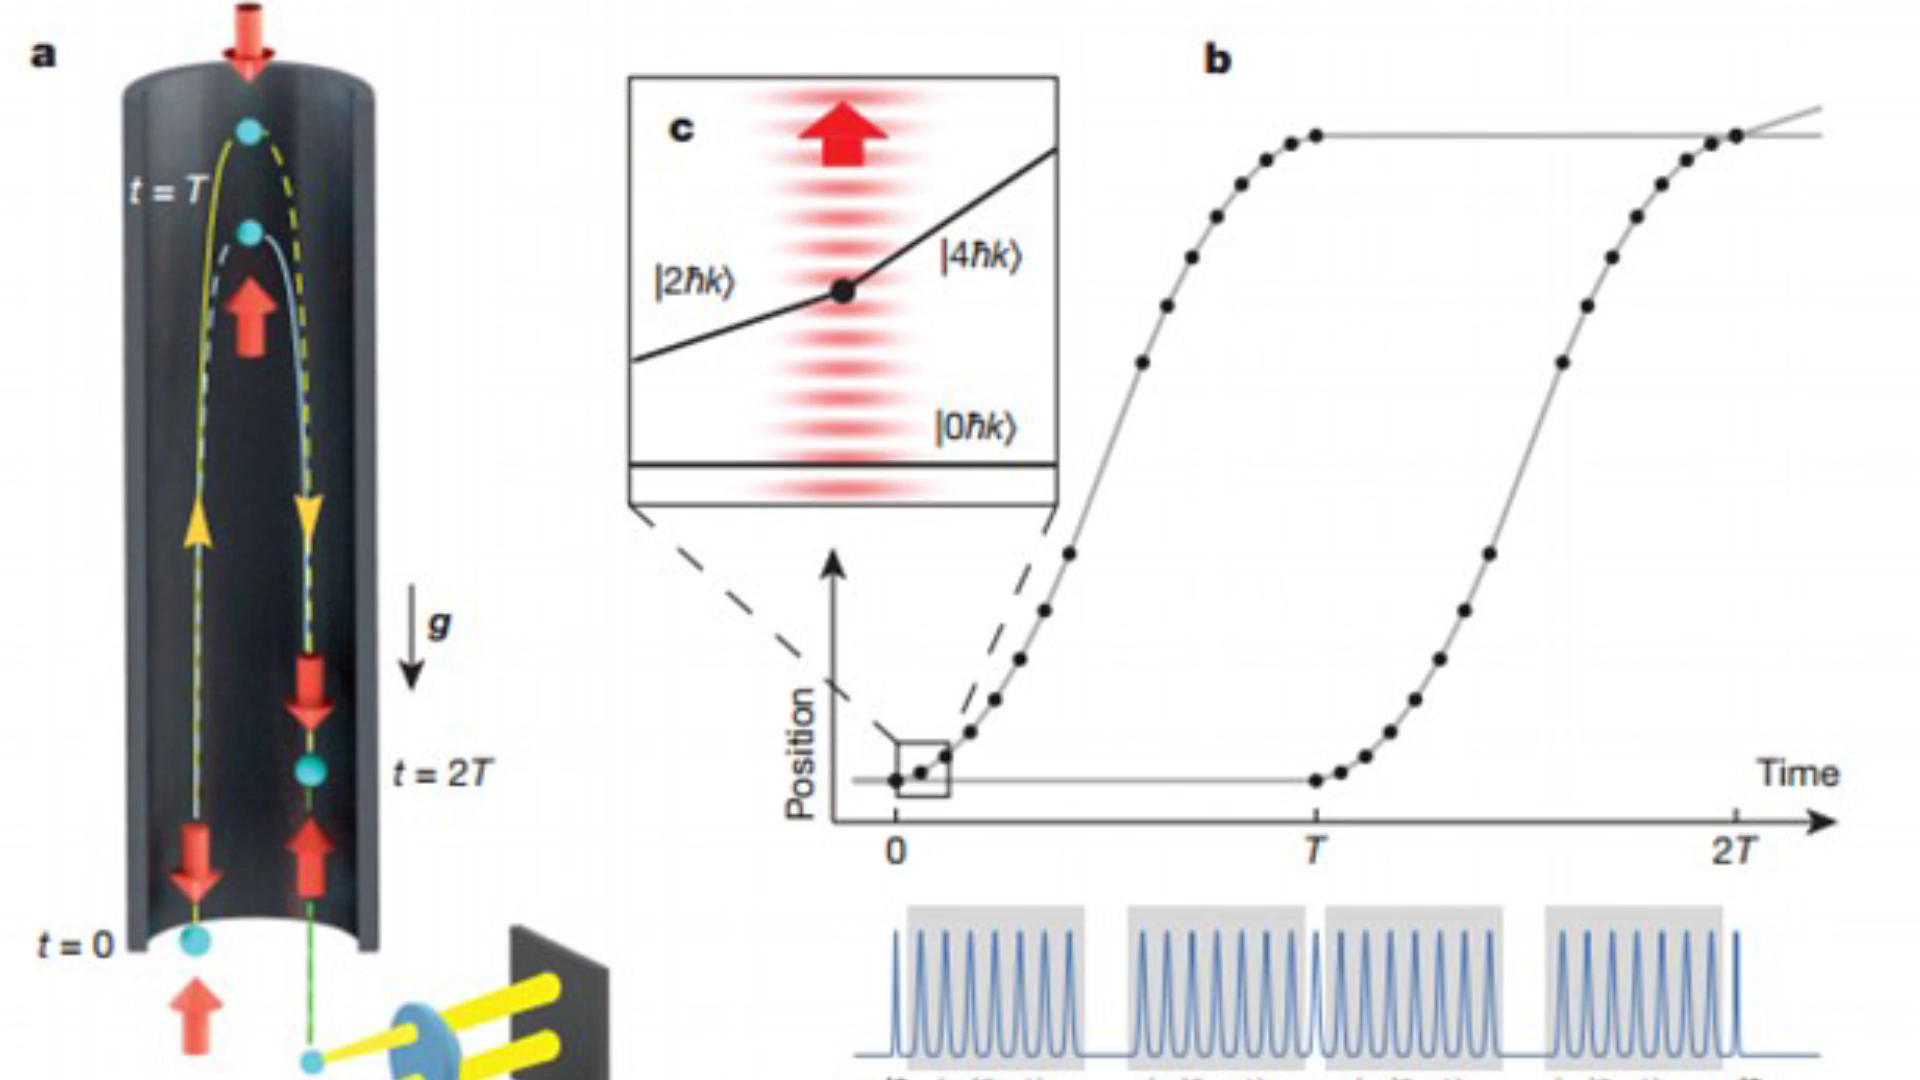 a
t = T
g
t = 2T
t = 0
c
|2ħk⟩
|4ħk⟩
|0ħk⟩
b
Position
Time
0
T
2T